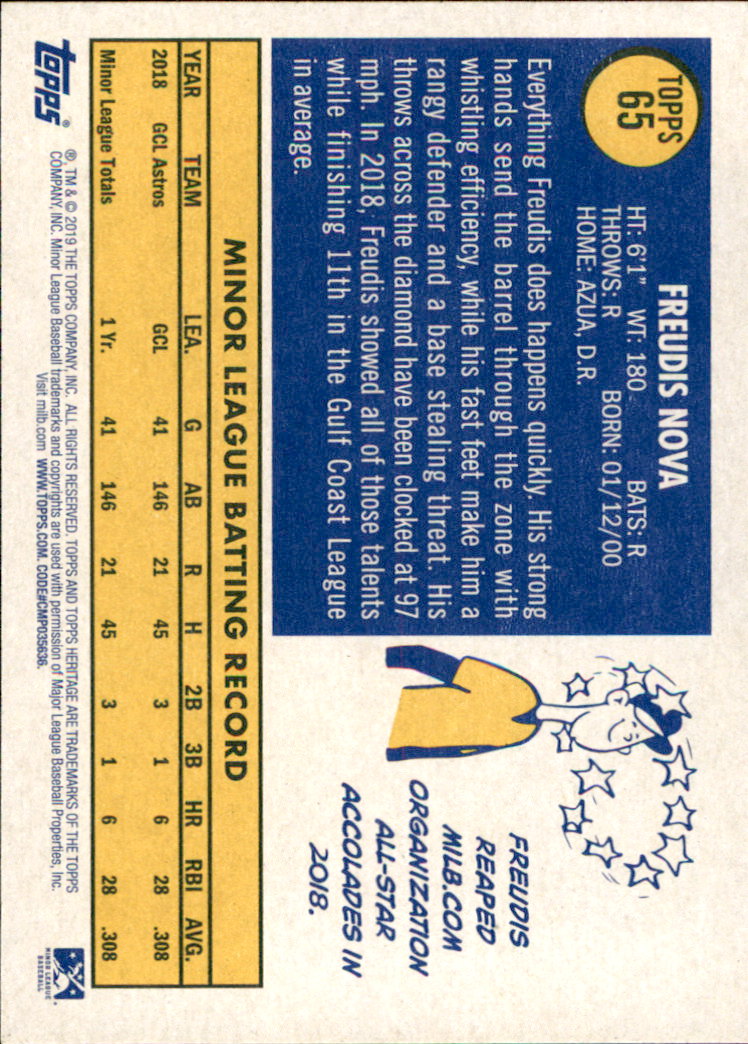 TOPPS
65
FREUDIS NOVA
HT: 6'1" WT: 180 BATS: R
THROWS: R BORN: 01/12/00
HOME: AZUA, D.R.
Everything Freudis does happens quickly. His strong
hands send the barrel through the zone with
whistling efficiency, while his fast feet make him a
rangy defender and a base stealing threat. His
throws across the diamond have been clocked at 97
mph. In 2018, Freudis showed all of those talents
while finishing 11th in the Gulf Coast League
in average.
FREUDIS
REAPED
MILB.COM
ORGANIZATION
ALL-STAR
ACCOLADES IN
2018.
MINOR LEAGUE BATTING RECORD
YEAR TEAM LEA. G AB R H 2B 3B HR RBI AVG.
2018 GCL Astros GCL 41 146 21 45 3 1 6 28 .308
Minor League Totals 1 Yr. 41 146 21 45 3 1 6 28 .308
topps®
®, TM & © 2019 THE TOPPS COMPANY, INC. ALL RIGHTS RESERVED. TOPPS AND TOPPS HERITAGE ARE TRADEMARKS OF THE TOPPS
COMPANY, INC. Minor League Baseball trademarks and copyrights are used with permission of Major League Baseball Properties, Inc.
Visit milb.com WWW.TOPPS.COM. CODE#CMP035636.
MINOR LEAGUE
BASEBALL